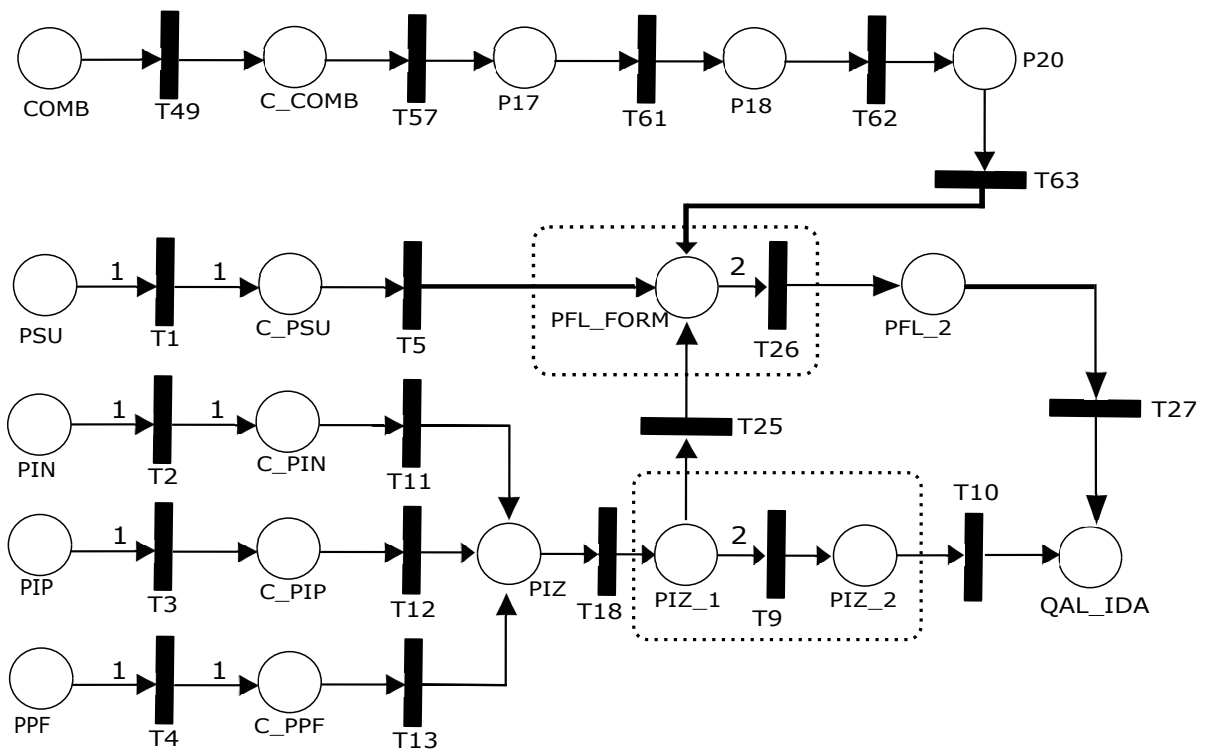 COMB
T49
C_COMB
T57
P17
T61
P18
T62
P20
T63
PSU
1
T1
1
C_PSU
T5
PFL_FORM
2
T26
PFL_2
T27
PIN
1
T2
1
C_PIN
T11
T25
PIP
1
T3
C_PIP
T12
PIZ
T18
PIZ_1
2
T9
PIZ_2
T10
QAL_IDA
PPF
1
T4
1
C_PPF
T13